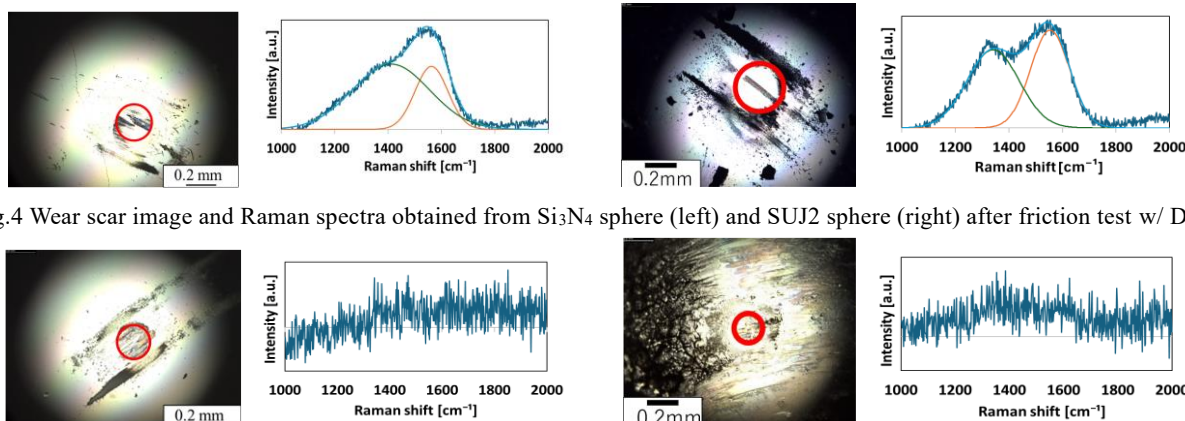 Intensity [a.u.]
1000 1200 1400 1600 1800 2000
Raman shift [cm⁻¹]
0.2 mm
Intensity [a.u.]
1000 1200 1400 1600 1800 2000
Raman shift [cm⁻¹]
0.2mm
g.4 Wear scar image and Raman spectra obtained from Si₃N₄ sphere (left) and SUJ2 sphere (right) after friction test w/ D
Intensity [a.u.]
1000 1200 1400 1600 1800 2000
Raman shift [cm⁻¹]
0.2 mm
Intensity [a.u.]
1000 1200 1400 1600 1800 2000
Raman shift [cm⁻¹]
0.2mm